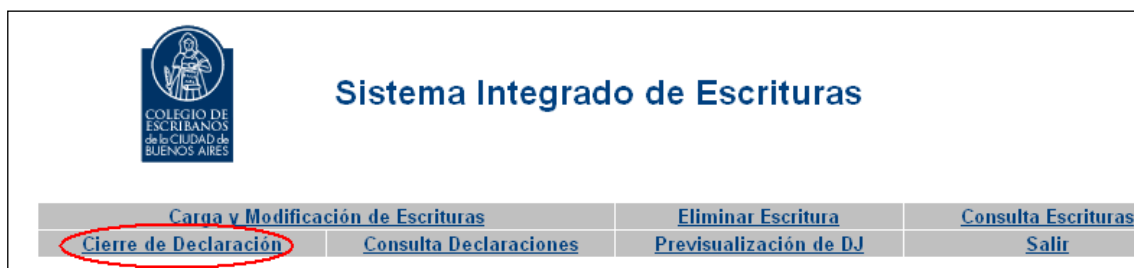 COLEGIO DE
ESCRIBANOS
de la CIUDAD de
BUENOS AIRES
Sistema Integrado de Escrituras
Carga y Modificación de Escrituras Eliminar Escritura Consulta Escrituras
Cierre de Declaración Consulta Declaraciones Previsualización de DJ Salir